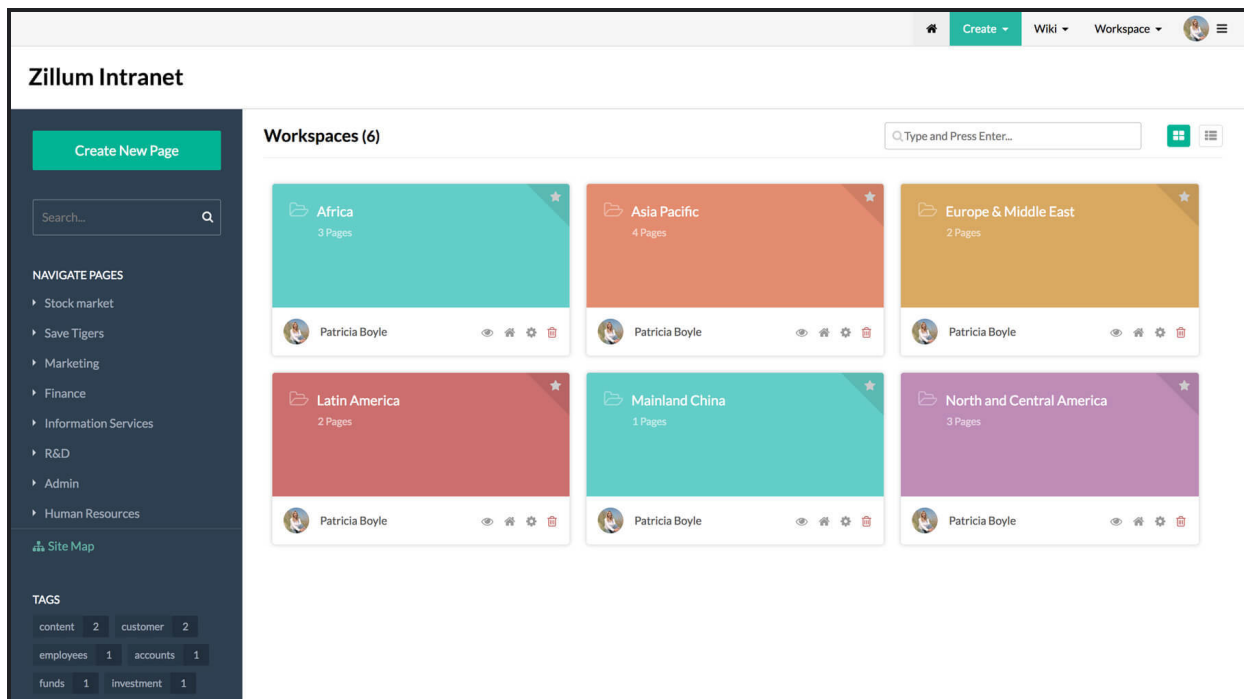 Create Wiki Workspace
Zillum Intranet
Create New Page
Search...
NAVIGATE PAGES
Stock market
Save Tigers
Marketing
Finance
Information Services
R&D
Admin
Human Resources
Site Map
TAGS
content 2 customer 2
employees 1 accounts 1
funds 1 investment 1
Workspaces (6)
Type and Press Enter...
Africa
3 Pages
Patricia Boyle
Asia Pacific
4 Pages
Patricia Boyle
Europe & Middle East
2 Pages
Patricia Boyle
Latin America
2 Pages
Patricia Boyle
Mainland China
1 Pages
Patricia Boyle
North and Central America
3 Pages
Patricia Boyle